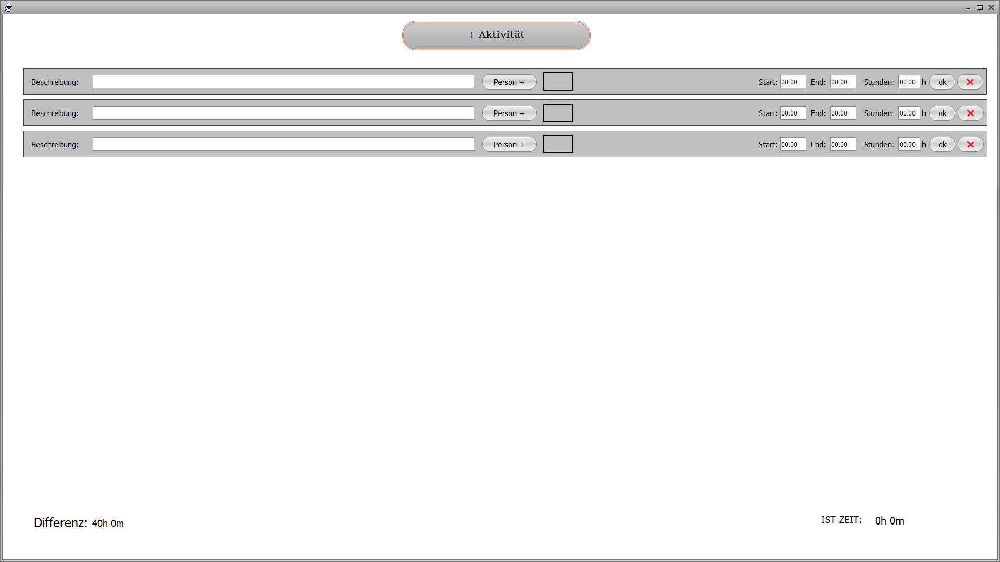 + Aktivität
Beschreibung: Person + Start: 00.00 End: 00.00 Stunden: 00.00 h ok
Beschreibung: Person + Start: 00.00 End: 00.00 Stunden: 00.00 h ok
Beschreibung: Person + Start: 00.00 End: 00.00 Stunden: 00.00 h ok
Differenz: 40h 0m IST ZEIT: 0h 0m